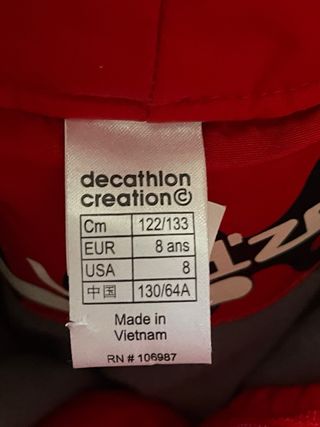 decathlon
creation©
Cm 122/133
EUR 8 ans
USA 8
中国 130/64A
Made in
Vietnam
RN # 106987